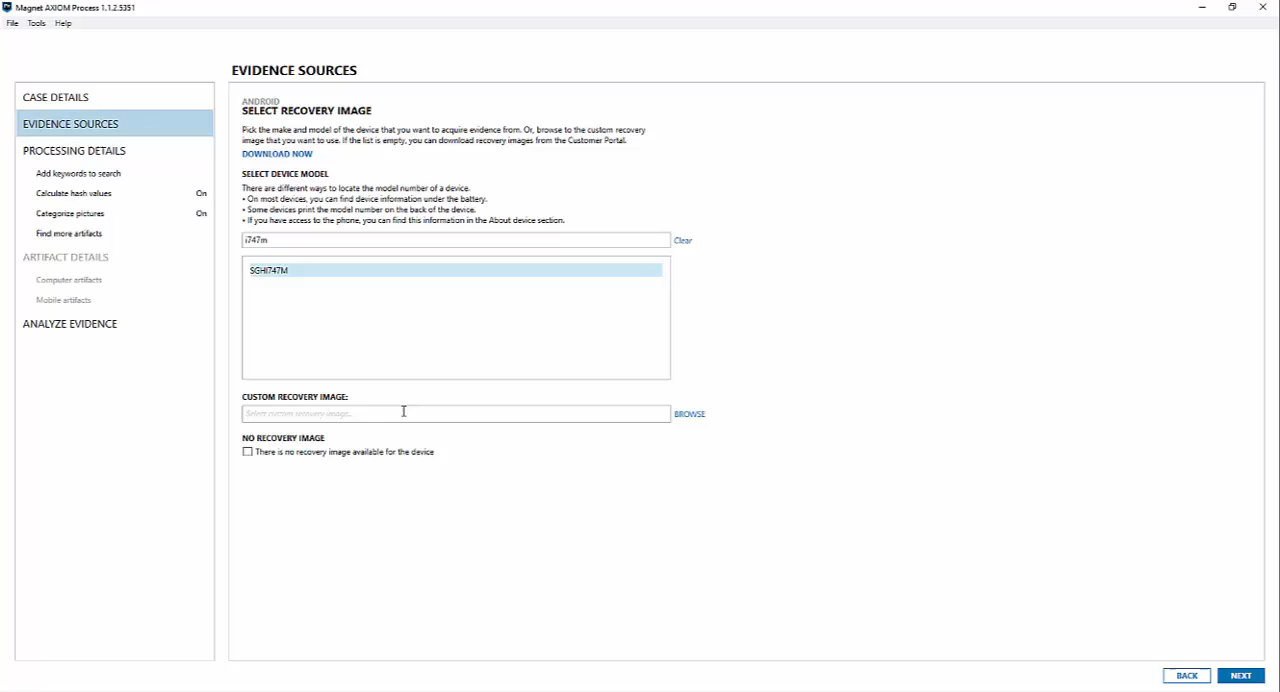 Magnet AXIOM Process 1.1.2.5351
File Tools Help
EVIDENCE SOURCES
CASE DETAILS
EVIDENCE SOURCES
PROCESSING DETAILS
Add keywords to search
Calculate hash values On
Categorize pictures On
Find more artifacts
ARTIFACT DETAILS
Computer artifacts
Mobile artifacts
ANALYZE EVIDENCE
ANDROID
SELECT RECOVERY IMAGE
Pick the make and model of the device that you want to acquire evidence from. Or, browse to the custom recovery
image that you want to use. If the list is empty, you can download recovery images from the Customer Portal.
DOWNLOAD NOW
SELECT DEVICE MODEL
There are different ways to locate the model number of a device.
• On most devices, you can find device information under the battery.
• Some devices print the model number on the back of the device.
• If you have access to the phone, you can find this information in the About device section.
i747m Clear
SGHI747M
CUSTOM RECOVERY IMAGE:
Select custom recovery image... BROWSE
NO RECOVERY IMAGE
There is no recovery image available for the device
BACK NEXT